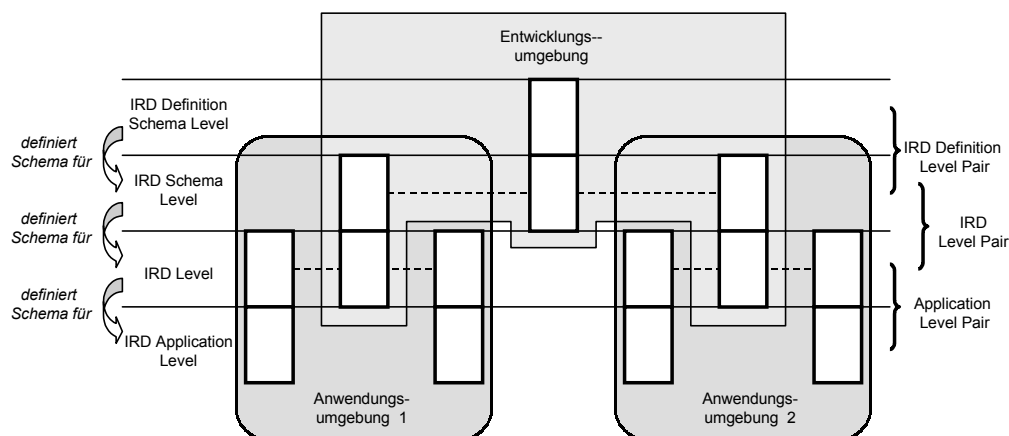 Entwicklungs--
umgebung
IRD Definition
Schema Level
definiert
Schema für
IRD Schema
Level
definiert
Schema für
IRD Level
definiert
Schema für
IRD Application
Level
IRD Definition
Level Pair
IRD
Level Pair
Application
Level Pair
Anwendungs-
umgebung 1
Anwendungs-
umgebung 2